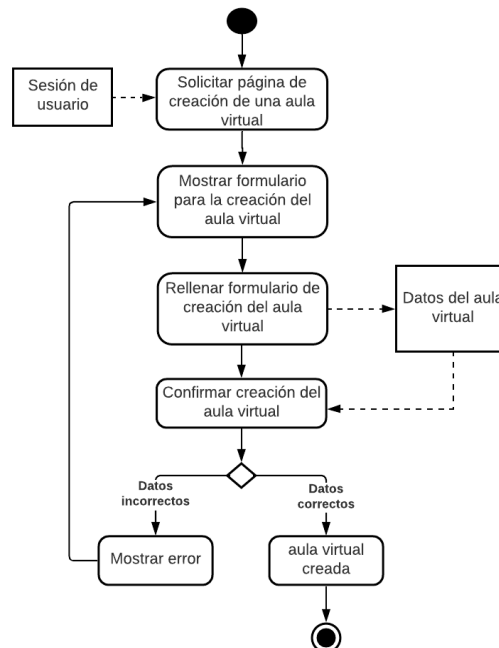 Sesión de
usuario
Solicitar página de
creación de una aula
virtual
Mostrar formulario
para la creación del
aula virtual
Rellenar formulario de
creación del aula
virtual
Datos del aula
virtual
Confirmar creación del
aula virtual
Datos
incorrectos
Datos
correctos
Mostrar error
aula virtual
creada